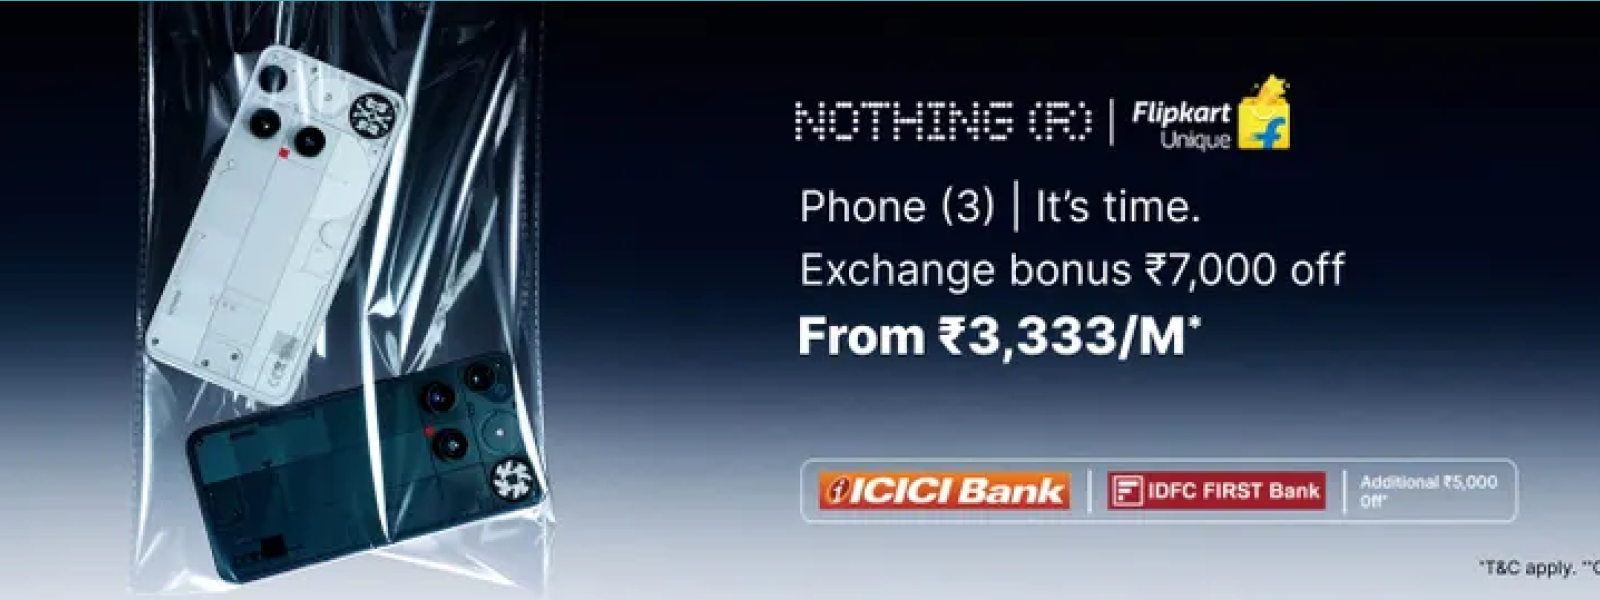 NOTHING (R) | Flipkart
Unique
Phone (3) | It's time.
Exchange bonus ₹7,000 off
From ₹3,333/M*
ICICI Bank | IDFC FIRST Bank | Additional ₹5,000
Off*
*T&C apply.